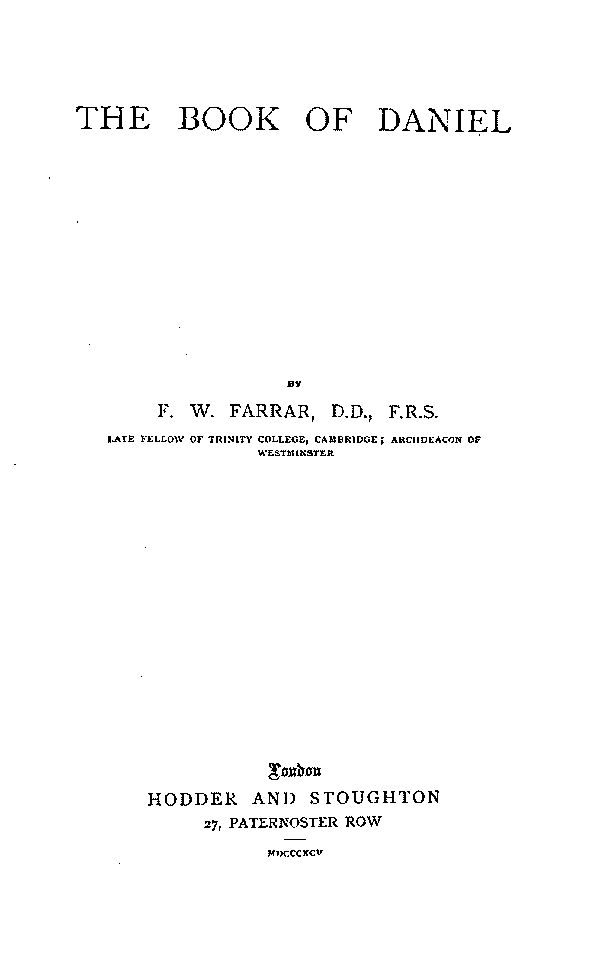 THE BOOK OF DANIEL
BY
F. W. FARRAR, D.D., F.R.S.
LATE FELLOW OF TRINITY COLLEGE, CAMBRIDGE; ARCHDEACON OF
WESTMINSTER
London
HODDER AND STOUGHTON
27, PATERNOSTER ROW
MDCCCXCV